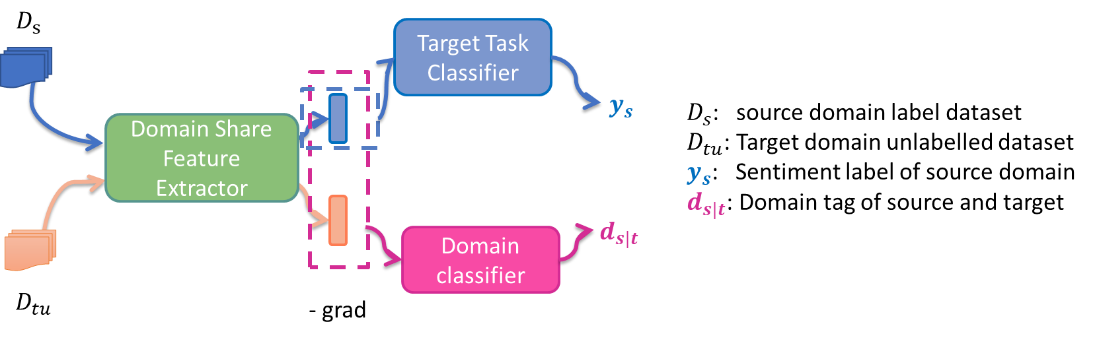 D_s
Target Task
Classifier
y_s
Domain Share
Feature
Extractor
D_s: source domain label dataset
D_tu: Target domain unlabelled dataset
y_s: Sentiment label of source domain
d_s|t: Domain tag of source and target
d_s|t
Domain
classifier
D_tu
- grad